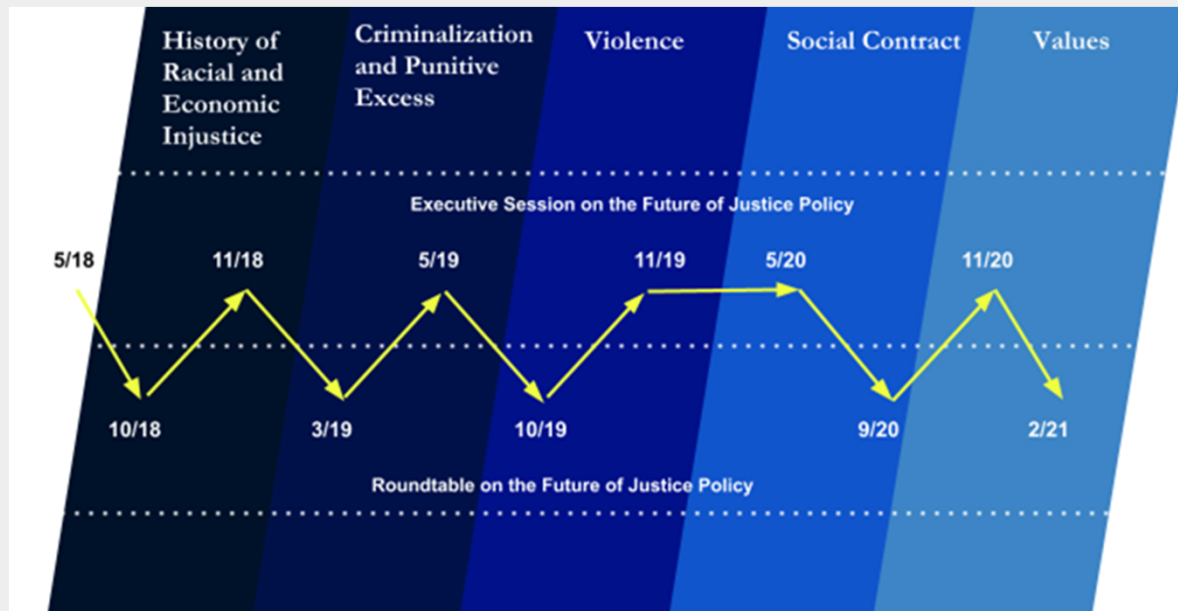 History of
Racial and
Economic
Injustice
Criminalization
and Punitive
Excess
Violence
Social Contract
Values
Executive Session on the Future of Justice Policy
5/18
11/18
5/19
11/19
5/20
11/20
10/18
3/19
10/19
9/20
2/21
Roundtable on the Future of Justice Policy